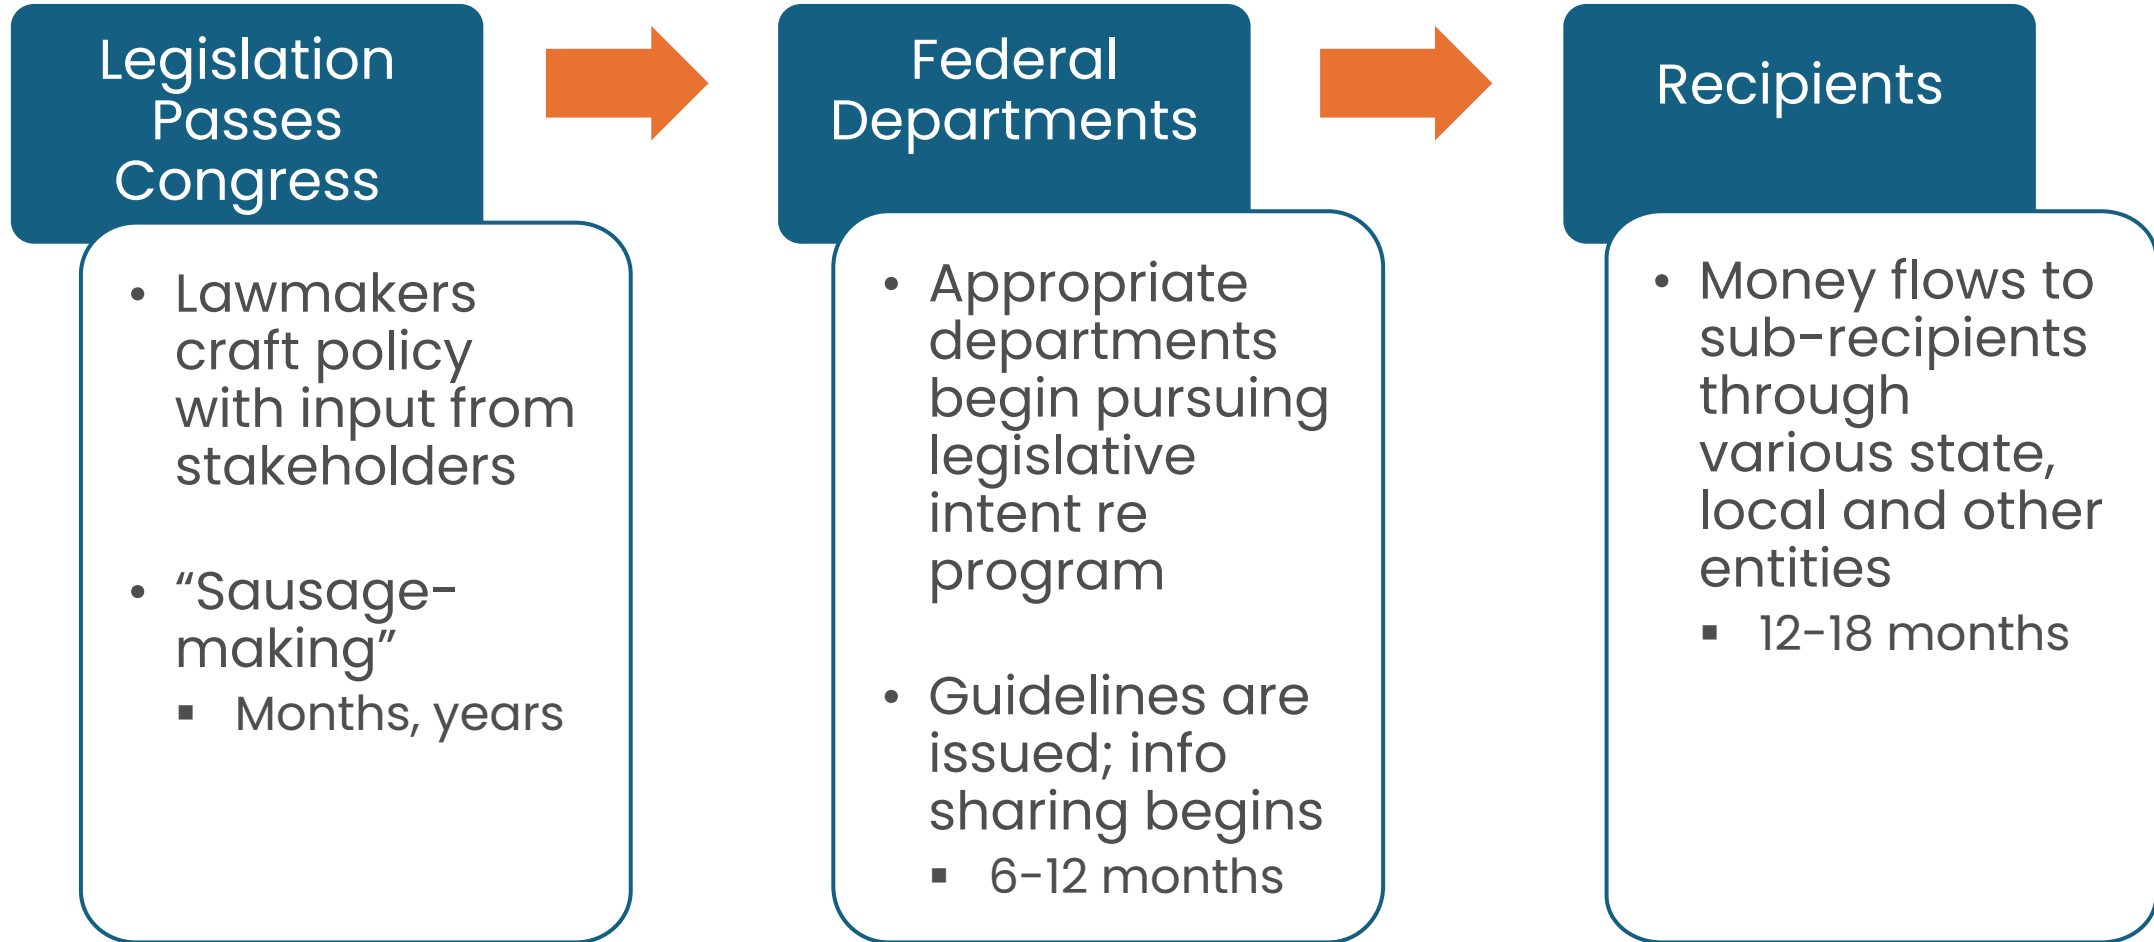 Legislation
Passes
Congress
• Lawmakers
craft policy
with input from
stakeholders
• “Sausage-
making”
▪ Months, years
Federal
Departments
• Appropriate
departments
begin pursuing
legislative
intent re
program
• Guidelines are
issued; info
sharing begins
▪ 6-12 months
Recipients
• Money flows to
sub-recipients
through
various state,
local and other
entities
▪ 12-18 months